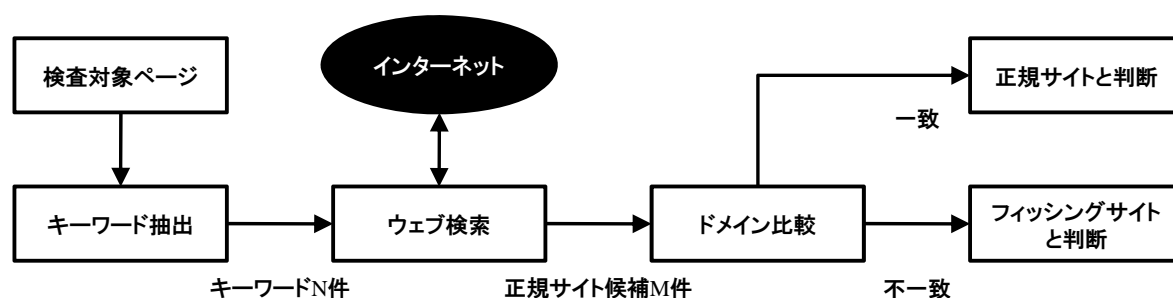 検査対象ページ
インターネット
正規サイトと判断
一致
キーワード抽出
ウェブ検索
ドメイン比較
フィッシングサイト
と判断
キーワードN件
正規サイト候補M件
不一致